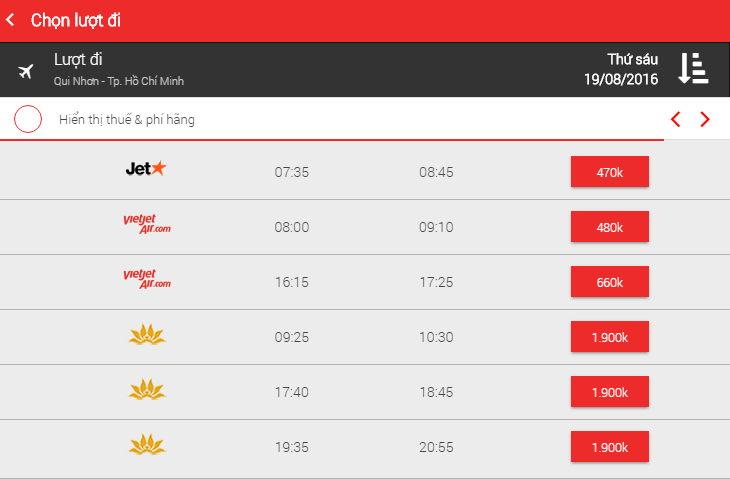 Chọn lượt đi
Lượt đi
Qui Nhơn - Tp. Hồ Chí Minh
Thứ sáu
19/08/2016
Hiển thị thuế & phí hãng
Jet 07:35 08:45 470k
vietjet Air.com 08:00 09:10 480k
vietjet Air.com 16:15 17:25 660k
09:25 10:30 1.900k
17:40 18:45 1.900k
19:35 20:55 1.900k